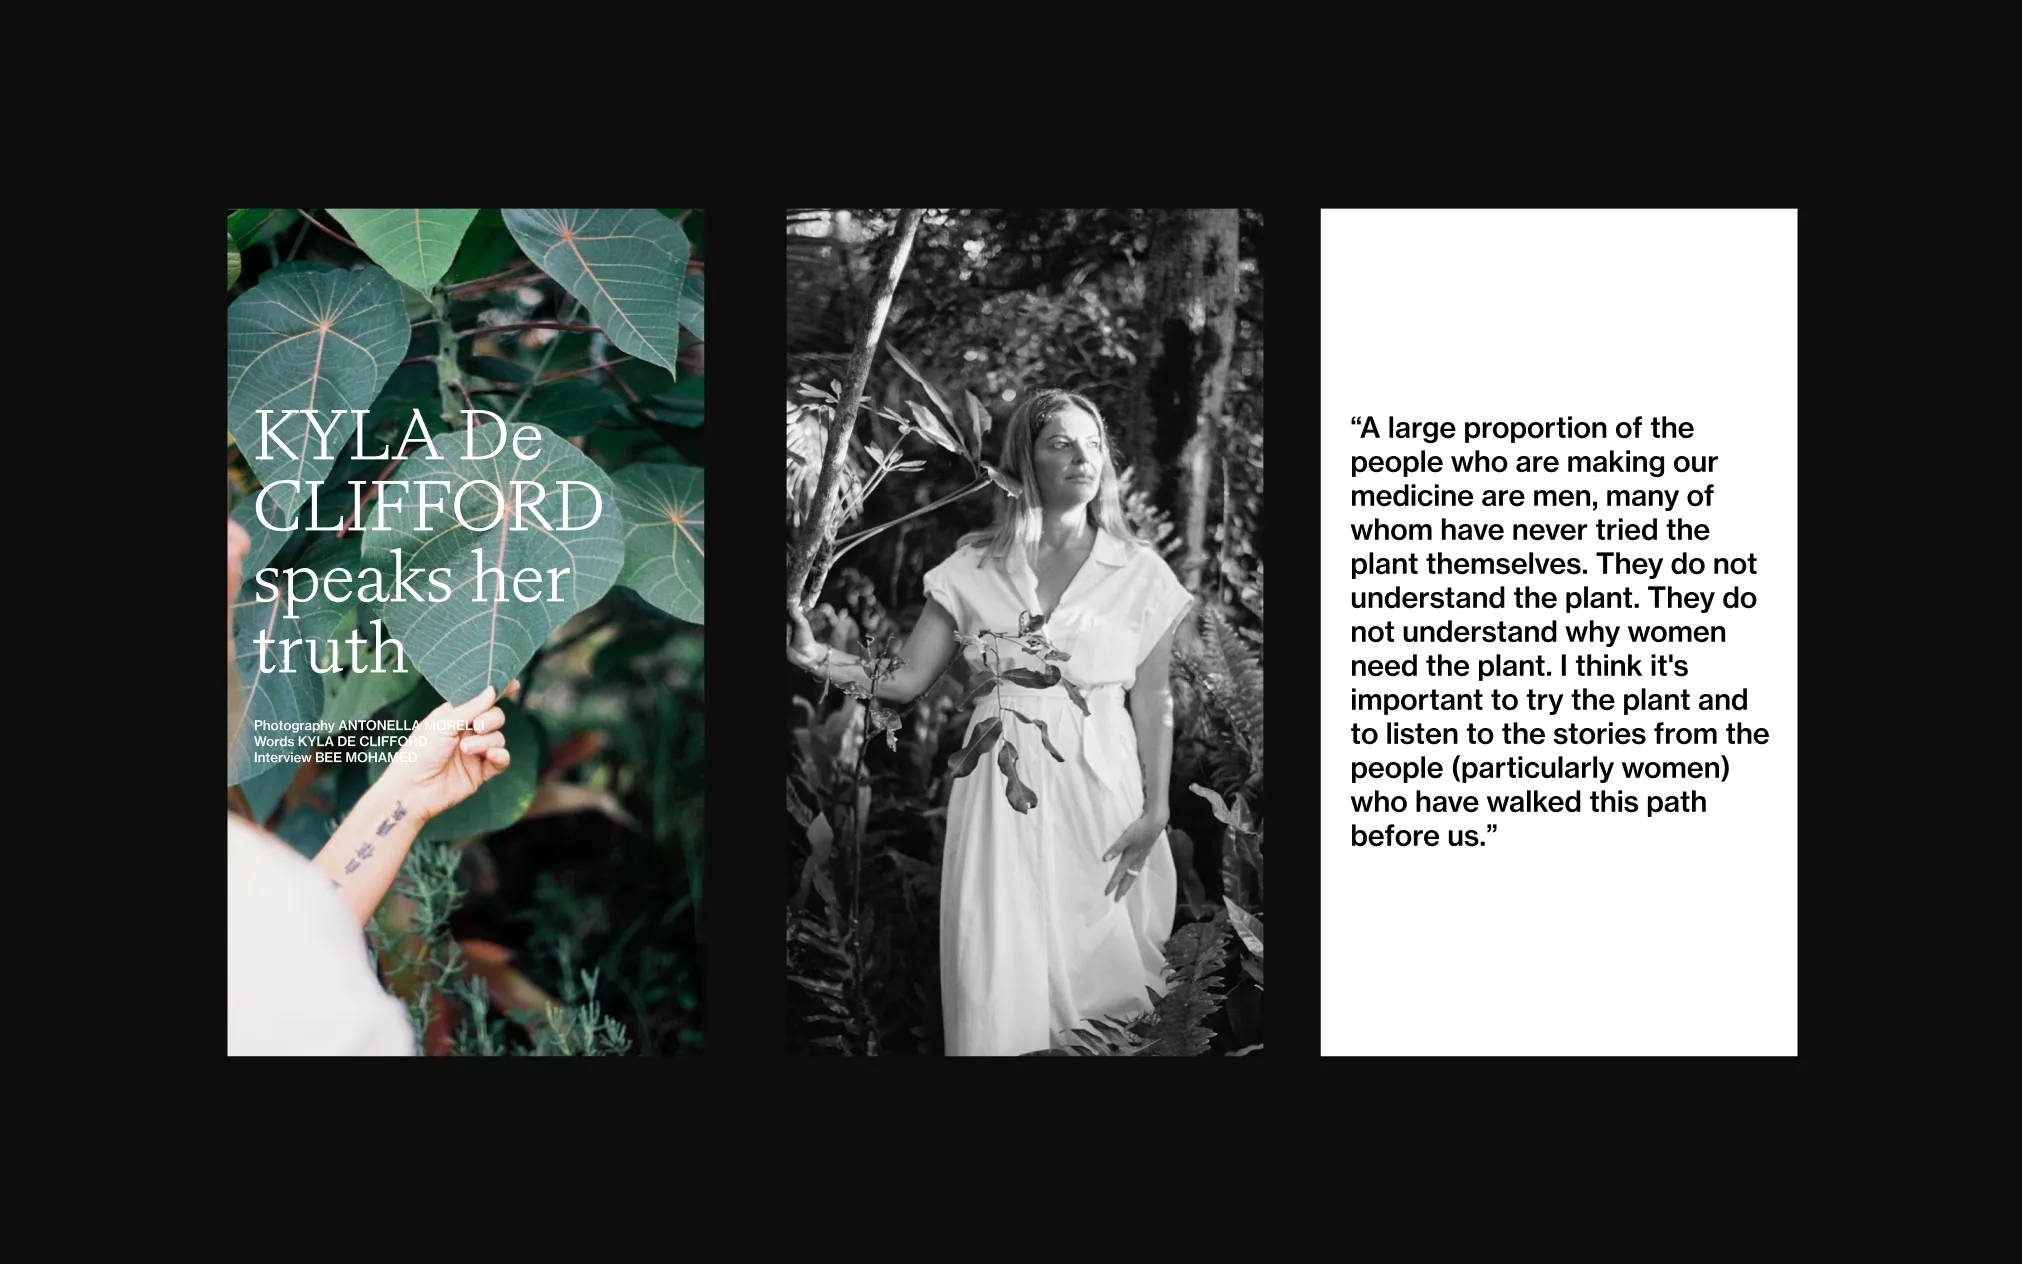 KYLA De
CLIFFORD
speaks her
truth
Photography ANTONELLA MORELLI
Words KYLA DE CLIFFORD
Interview BEE MOHAMED
“A large proportion of the
people who are making our
medicine are men, many of
whom have never tried the
plant themselves. They do not
understand the plant. They do
not understand why women
need the plant. I think it's
important to try the plant and
to listen to the stories from the
people (particularly women)
who have walked this path
before us.”